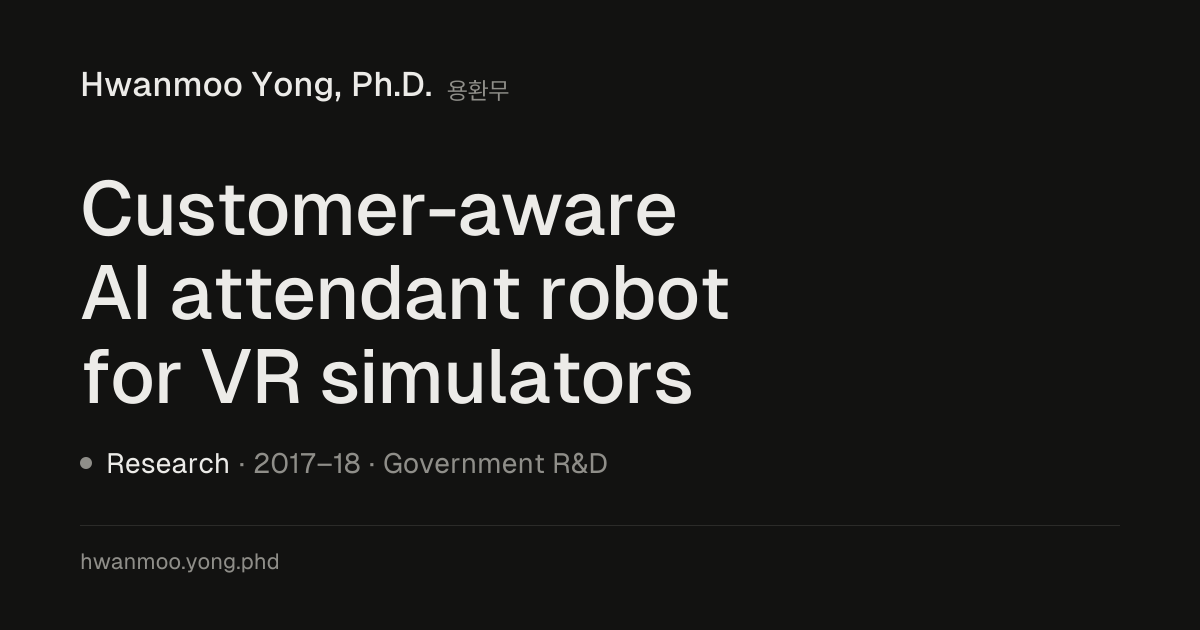 Hwanmoo Yong, Ph.D. 용환무
Customer-aware
AI attendant robot
for VR simulators
Research · 2017–18 · Government R&D
hwanmoo.yong.phd